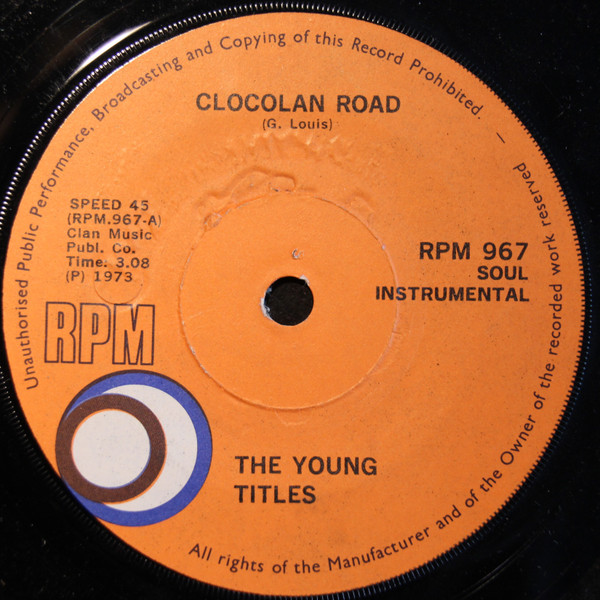 Unauthorised Public Performance, Broadcasting and Copying of this Record Prohibited. —
CLOCOLAN ROAD
(G. Louis)
SPEED 45
(RPM.967-A)
Clan Music
Publ. Co.
Time: 3.08
(P) 1973
RPM 967
SOUL
INSTRUMENTAL
RPM
THE YOUNG
TITLES
All rights of the Manufacturer and of the Owner of the recorded work reserved